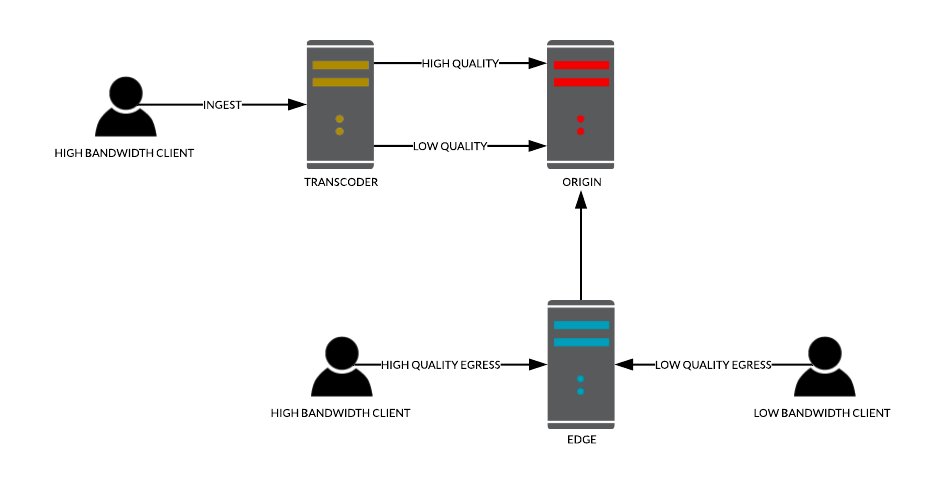 HIGH QUALITY
INGEST
HIGH BANDWIDTH CLIENT
LOW QUALITY
TRANSCODER
ORIGIN
HIGH QUALITY EGRESS
LOW QUALITY EGRESS
HIGH BANDWIDTH CLIENT
LOW BANDWIDTH CLIENT
EDGE